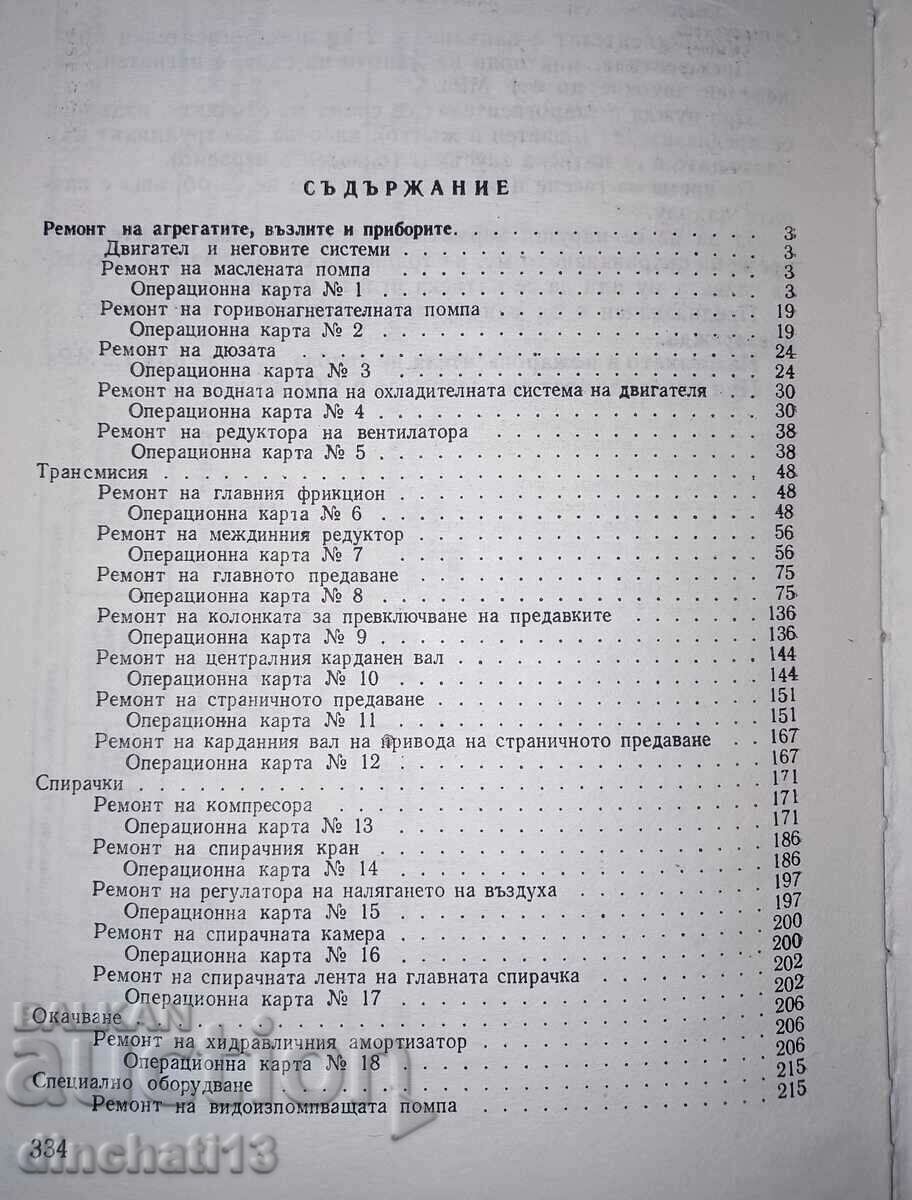 СЪДЪРЖАНИЕ
Ремонт на агрегатите, възлите и приборите. . . . . . . . . . . . . . . . 3
Двигател и неговите системи . . . . . . . . . . . . . . . . . . 3
Ремонт на маслената помпа . . . . . . . . . . . . . . . . . . 3
Операционна карта № 1 . . . . . . . . . . . . . . . . . . 3
Ремонт на горивонагнетателната помпа . . . . . . . . . . . . . . 19
Операционна карта № 2 . . . . . . . . . . . . . . . . . . 19
Ремонт на дюзата . . . . . . . . . . . . . . . . . . . . . 24
Операционна карта № 3 . . . . . . . . . . . . . . . . . . 24
Ремонт на водната помпа на охладителната система на двигателя . . 30
Операционна карта № 4 . . . . . . . . . . . . . . . . . . 30
Ремонт на редуктора на вентилатора . . . . . . . . . . . . . 38
Операционна карта № 5 . . . . . . . . . . . . . . . . . . 38
Трансмисия . . . . . . . . . . . . . . . . . . . . . . . . . . 48
Ремонт на главния фрикцион . . . . . . . . . . . . . . . . . 48
Операционна карта № 6 . . . . . . . . . . . . . . . . . . 48
Ремонт на междинния редуктор . . . . . . . . . . . . . . . . 56
Операционна карта № 7 . . . . . . . . . . . . . . . . . . 56
Ремонт на главното предаване . . . . . . . . . . . . . . . . 75
Операционна карта № 8 . . . . . . . . . . . . . . . . . . 75
Ремонт на колонката за превключване на предавките . . . . . . . 136
Операционна карта № 9 . . . . . . . . . . . . . . . . . . 136
Ремонт на централния карданен вал . . . . . . . . . . . . . . 144
Операционна карта № 10 . . . . . . . . . . . . . . . . . 144
Ремонт на страничното предаване . . . . . . . . . . . . . . . 151
Операционна карта № 11 . . . . . . . . . . . . . . . . . 151
Ремонт на карданния вал на привода на страничното предаване . . 167
Операционна карта № 12 . . . . . . . . . . . . . . . . . 167
Спирачки . . . . . . . . . . . . . . . . . . . . . . . . . . . 171
Ремонт на компресора . . . . . . . . . . . . . . . . . . . . 171
Операционна карта № 13 . . . . . . . . . . . . . . . . . 171
Ремонт на спирачния кран . . . . . . . . . . . . . . . . . . 186
Операционна карта № 14 . . . . . . . . . . . . . . . . . 186
Ремонт на регулатора на налягането на въздуха . . . . . . . . . 197
Операционна карта № 15 . . . . . . . . . . . . . . . . . 197
Ремонт на спирачната камера . . . . . . . . . . . . . . . . . 200
Операционна карта № 16 . . . . . . . . . . . . . . . . . 200
Ремонт на спирачната лента на главната спирачка . . . . . . . . 202
Операционна карта № 17 . . . . . . . . . . . . . . . . . 202
Окачване . . . . . . . . . . . . . . . . . . . . . . . . . . . 206
Ремонт на хидравличния амортизатор . . . . . . . . . . . . . 206
Операционна карта № 18 . . . . . . . . . . . . . . . . . 206
Специално оборудване . . . . . . . . . . . . . . . . . . . . . 215
Ремонт на видоизпомпващата помпа . . . . . . . . . . . . . 215
334
BALKAN
auction
dinchati13